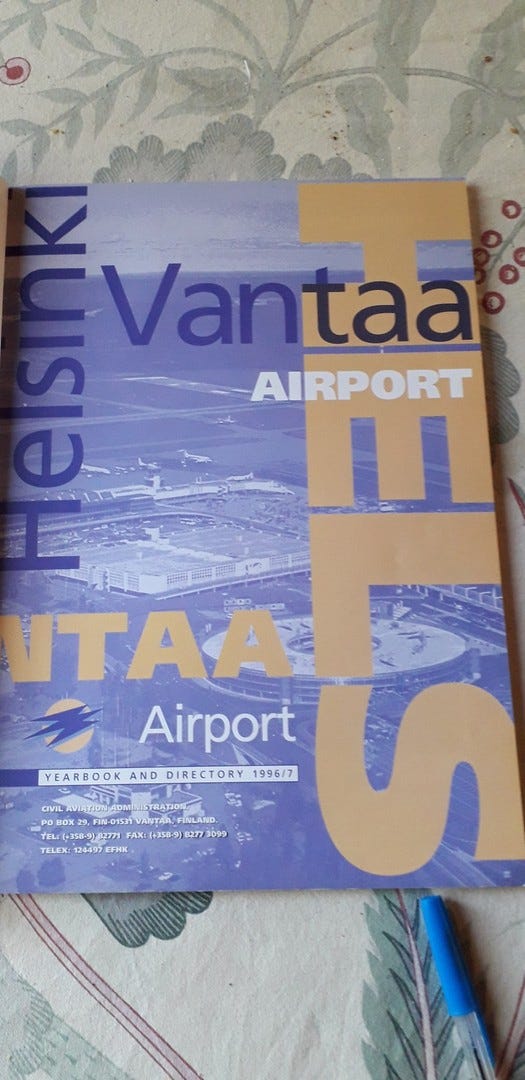 Helsinki
Vantaa
AIRPORT
HELS
NTAA
Airport
YEARBOOK AND DIRECTORY 1996/7
CIVIL AVIATION ADMINISTRATION.
PO BOX 29, FIN-01531 VANTAA, FINLAND.
TEL: (+358-9) 82771 FAX: (+358-9) 8277 3099
TELEX: 124497 EFHK